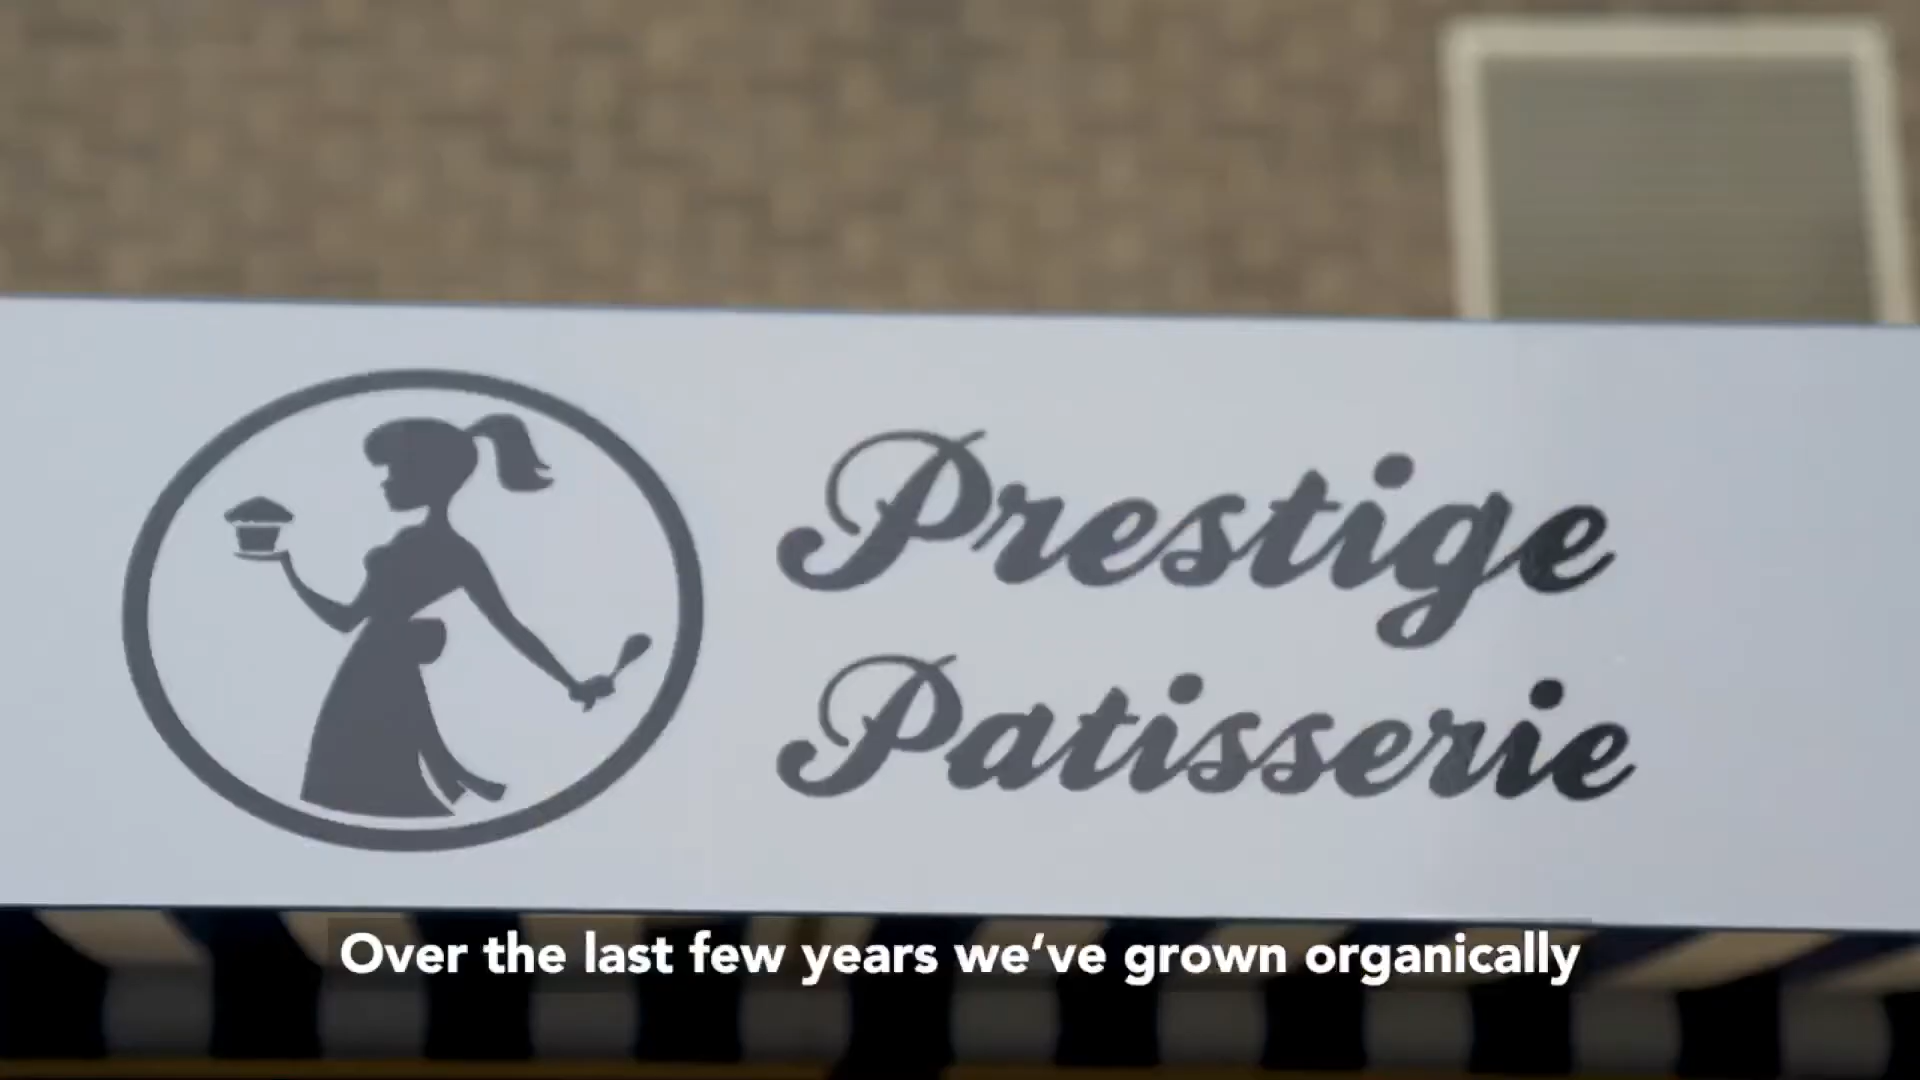 Prestige
Patisserie
Over the last few years we've grown organically